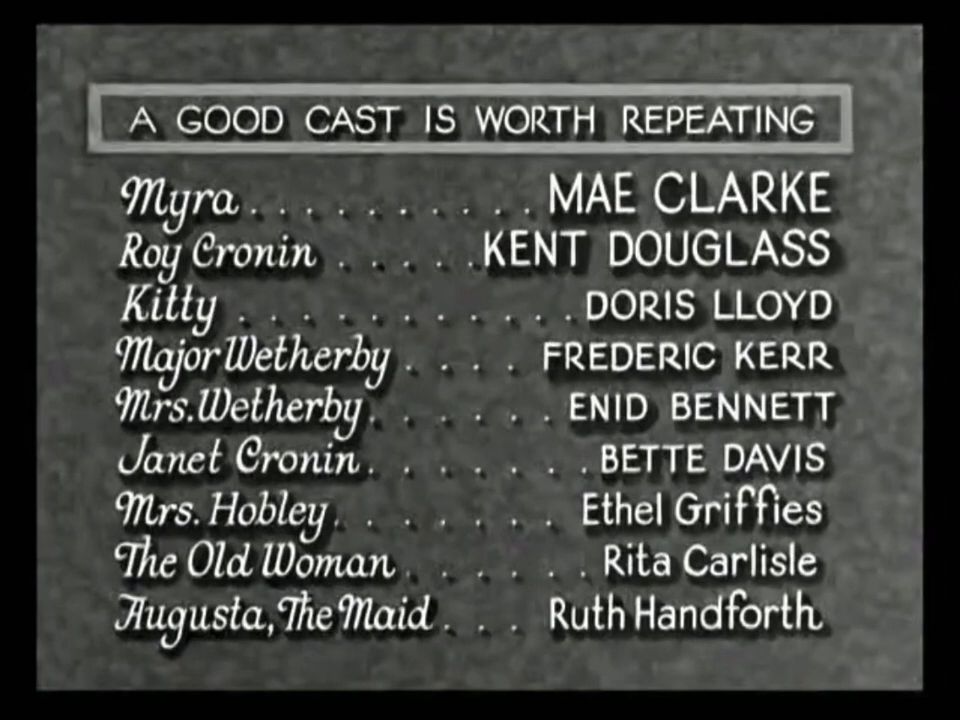 A GOOD CAST IS WORTH REPEATING
Myra . . . . . . . . . . MAE CLARKE
Roy Cronin . . . . . KENT DOUGLASS
Kitty . . . . . . . . . . . DORIS LLOYD
Major Wetherby . . . . FREDERIC KERR
Mrs. Wetherby . . . . . . ENID BENNETT
Janet Cronin . . . . . . . BETTE DAVIS
Mrs. Hobley . . . . . . . Ethel Griffies
The Old Woman . . . . . . Rita Carlisle
Augusta, The Maid . . . Ruth Handforth